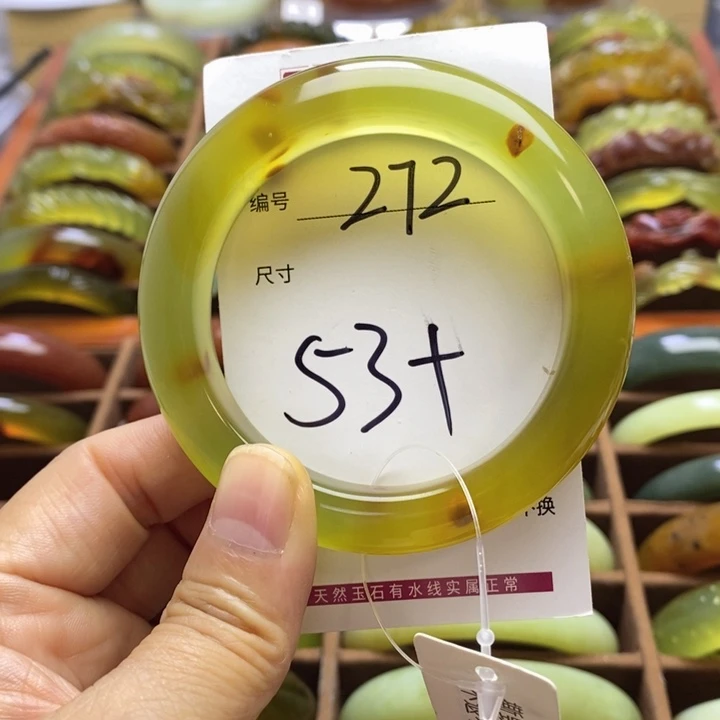 编号 272
尺寸
53+
换
天然玉石有水线实属正常